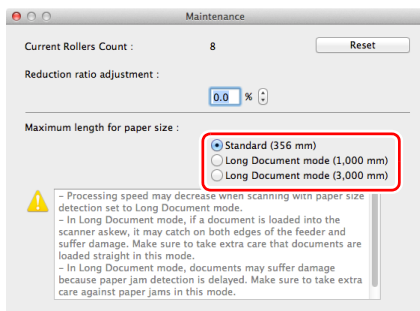 Maintenance
Current Rollers Count : 8 Reset
Reduction ratio adjustment :
0.0 %
Maximum length for paper size :
Standard (356 mm)
Long Document mode (1,000 mm)
Long Document mode (3,000 mm)
- Processing speed may decrease when scanning with paper size
detection set to Long Document mode.
- In Long Document mode, if a document is loaded into the
scanner askew, it may catch on both edges of the feeder and
suffer damage. Make sure to take extra care that documents are
loaded straight in this mode.
- In Long Document mode, documents may suffer damage
because paper jam detection is delayed. Make sure to take extra
care against paper jams in this mode.